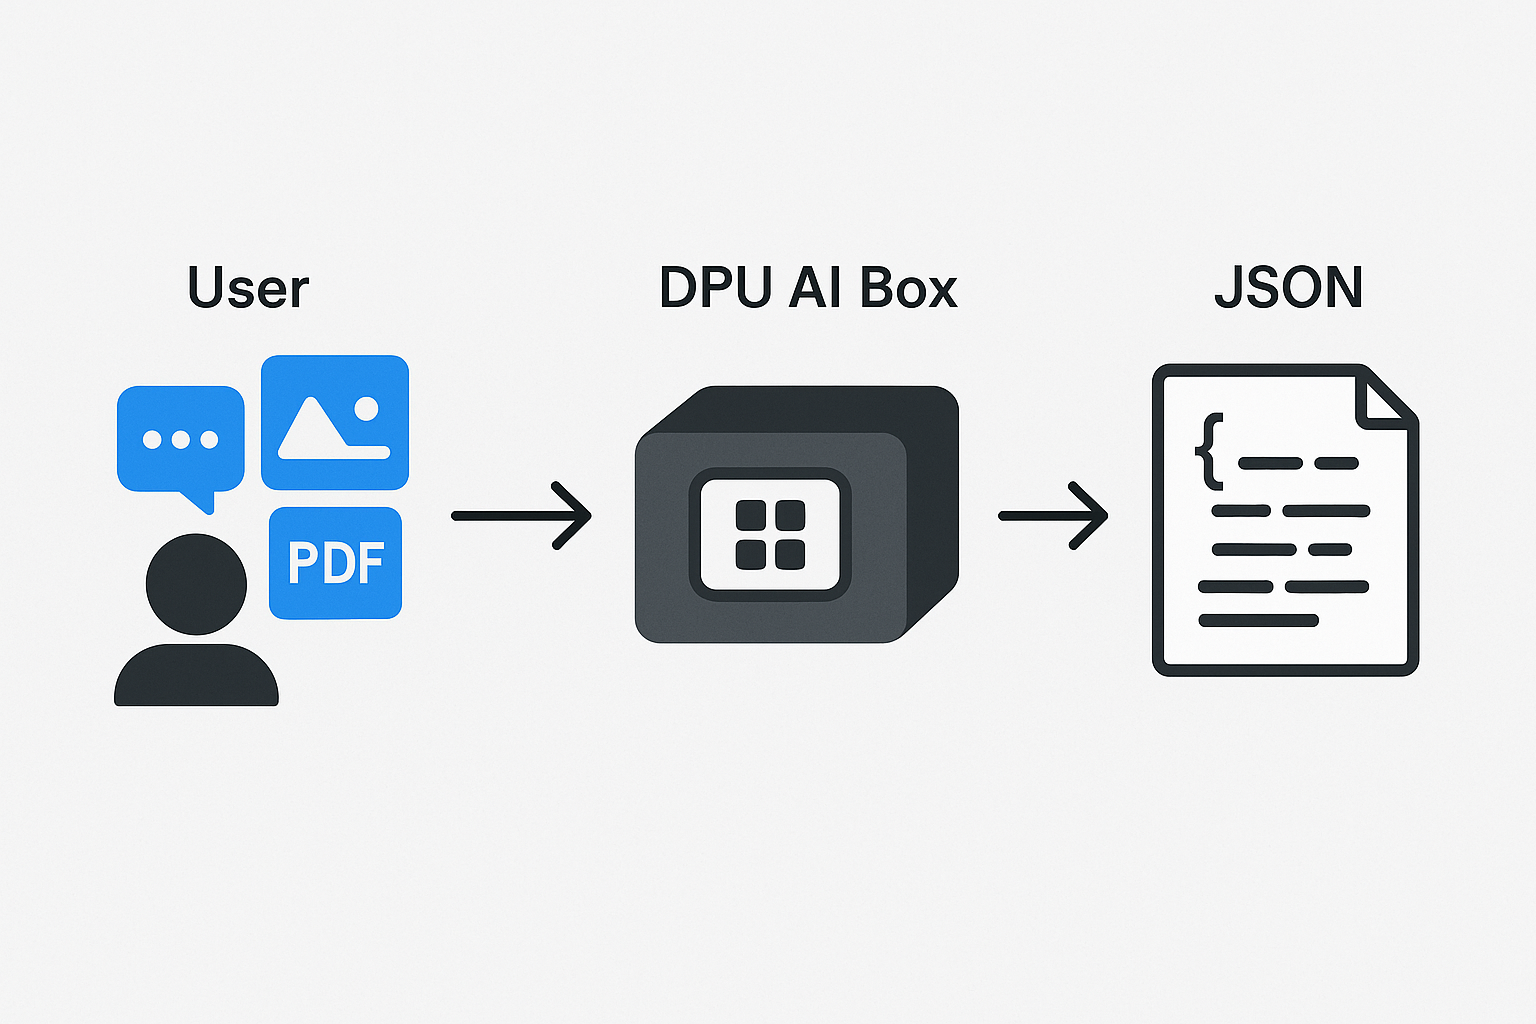 User
DPU AI Box
JSON
PDF
{